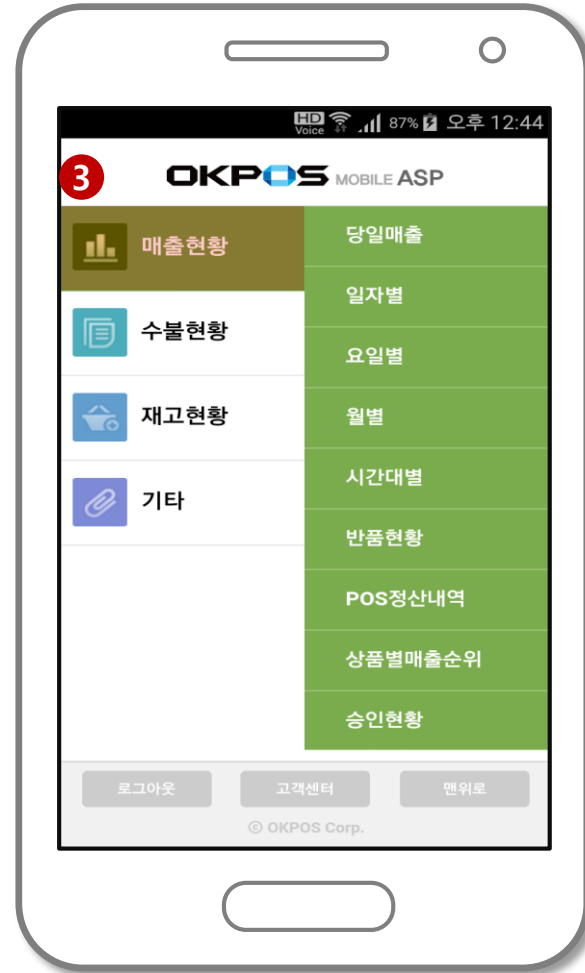 HD Voice 87% 오후 12:44
3
OKPOS MOBILE ASP
매출현황
수불현황
재고현황
기타
당일매출
일자별
요일별
월별
시간대별
반품현황
POS정산내역
상품별매출순위
승인현황
로그아웃 고객센터 맨위로
© OKPOS Corp.